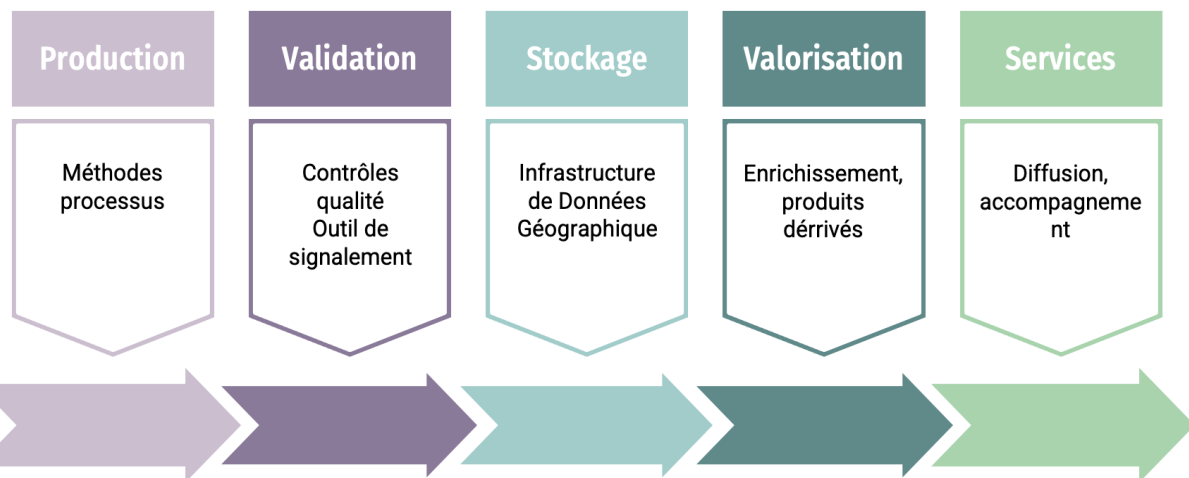 Production
Validation
Stockage
Valorisation
Services
Méthodes
processus
Contrôles
qualité
Outil de
signalement
Infrastructure
de Données
Géographique
Enrichissement,
produits
dérrivés
Diffusion,
accompagneme
nt